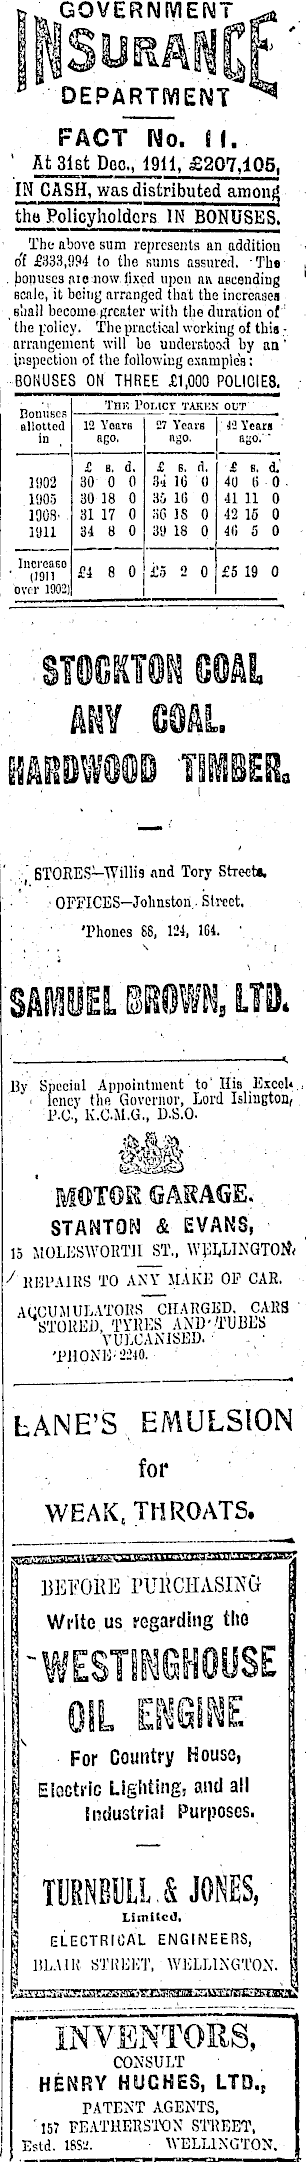 GOVERNMENT
INSURANCE
DEPARTMENT
FACT No. 11.
At 31st Dec., 1911, £207,105,
IN CASH, was distributed among
the Policyholders IN BONUSES.
The above sum represents an addition
of £333,994 to the sums assured. The
bonuses are now fixed upon an ascending
scale, it being arranged that the increases
shall become greater with the duration of
the policy. The practical working of this
arrangement will be understood by an
inspection of the following examples:
BONUSES ON THREE £1,000 POLICIES.
Bonuses allotted in | THE POLICY TAKEN OUT
12 Years ago. | 27 Years ago. | 42 Years ago.
£ s. d. | £ s. d. | £ s. d.
1902 30 0 0 | 34 16 0 | 40 6 0
1905 30 18 0 | 35 16 0 | 41 11 0
1908 31 17 0 | 36 18 0 | 42 15 0
1911 34 8 0 | 39 18 0 | 46 5 0
Increase (1911 over 1902) £4 8 0 | £5 2 0 | £5 19 0
STOCKTON COAL
ANY COAL.
HARDWOOD TIMBER.
STORES—Willis and Tory Streets.
OFFICES—Johnston Street.
'Phones 88, 124, 164.
SAMUEL BROWN, LTD.
By Special Appointment to His Excel-
lency the Governor, Lord Islington,
P.C., K.C.M.G., D.S.O.
MOTOR GARAGE.
STANTON & EVANS,
15 MOLESWORTH ST., WELLINGTON.
REPAIRS TO ANY MAKE OF CAR.
ACCUMULATORS CHARGED, CARS
STORED, TYRES AND TUBES
VULCANISED.
'PHONE 2240.
LANE'S EMULSION
for
WEAK THROATS.
BEFORE PURCHASING
Write us regarding the
WESTINGHOUSE
OIL ENGINE
For Country House,
Electric Lighting, and all
Industrial Purposes.
TURNBULL & JONES,
Limited,
ELECTRICAL ENGINEERS,
BLAIR STREET, WELLINGTON.
INVENTORS,
CONSULT
HENRY HUGHES, LTD.,
PATENT AGENTS,
157 FEATHERSTON STREET,
Estd. 1882. WELLINGTON.